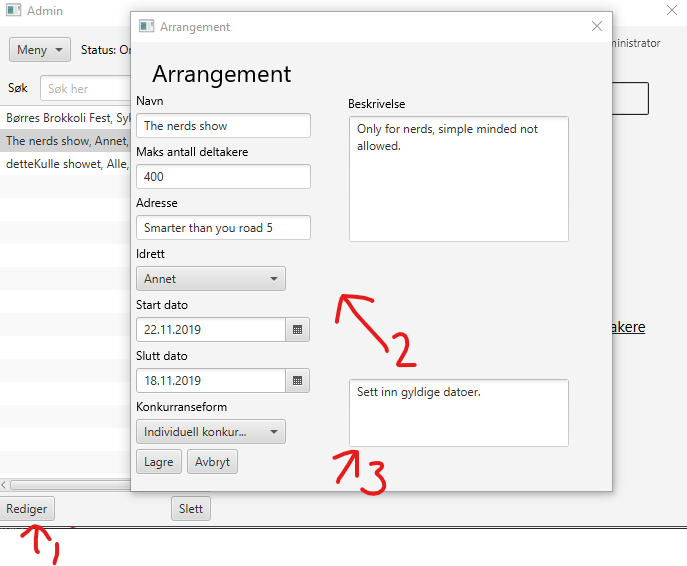 Admin
Arrangement
Meny
Status: On
ministrator
Arrangement
Søk
Søk her
Navn
Beskrivelse
Børres Brokkoli Fest, Syk
The nerds show
Only for nerds, simple minded not
allowed.
The nerds show, Annet,
Maks antall deltakere
detteKulle showet, Alle,
400
Adresse
Smarter than you road 5
Idrett
Annet
Start dato
22.11.2019
akere
2
Slutt dato
18.11.2019
Sett inn gyldige datoer.
Konkurranseform
Individuell konkur...
Lagre
Avbryt
3
Rediger
Slett
1